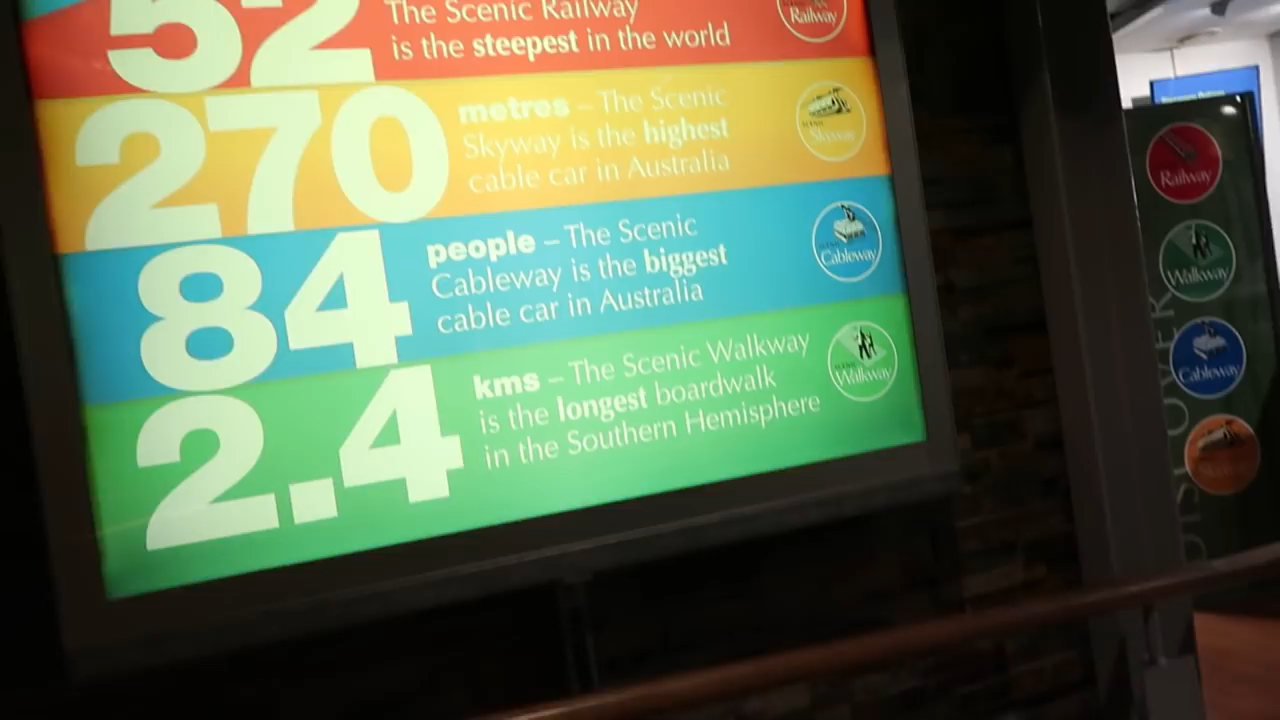 52
The Scenic Railway
is the steepest in the world
Railway
270
metres – The Scenic
Skyway is the highest
cable car in Australia
Skyway
84
people – The Scenic
Cableway is the biggest
cable car in Australia
SCENIC
Cableway
2.4
kms – The Scenic Walkway
is the longest boardwalk
in the Southern Hemisphere
SCENIC
Walkway
DISCOVER
Railway
Walkway
Cableway